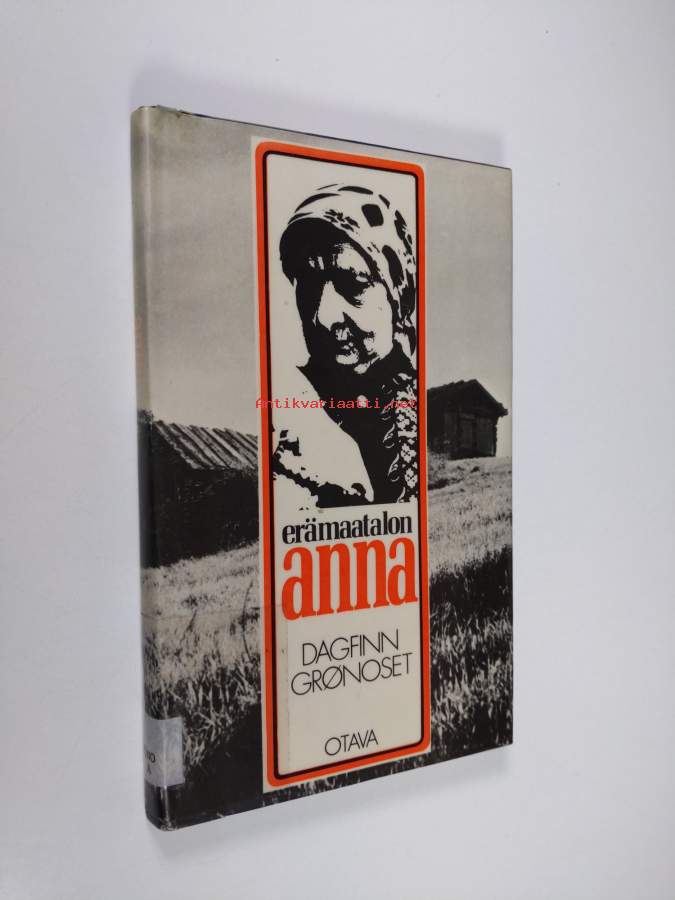 Antikvariaatti.net
erämaatalon
anna
DAGFINN
GRØNOSET
OTAVA